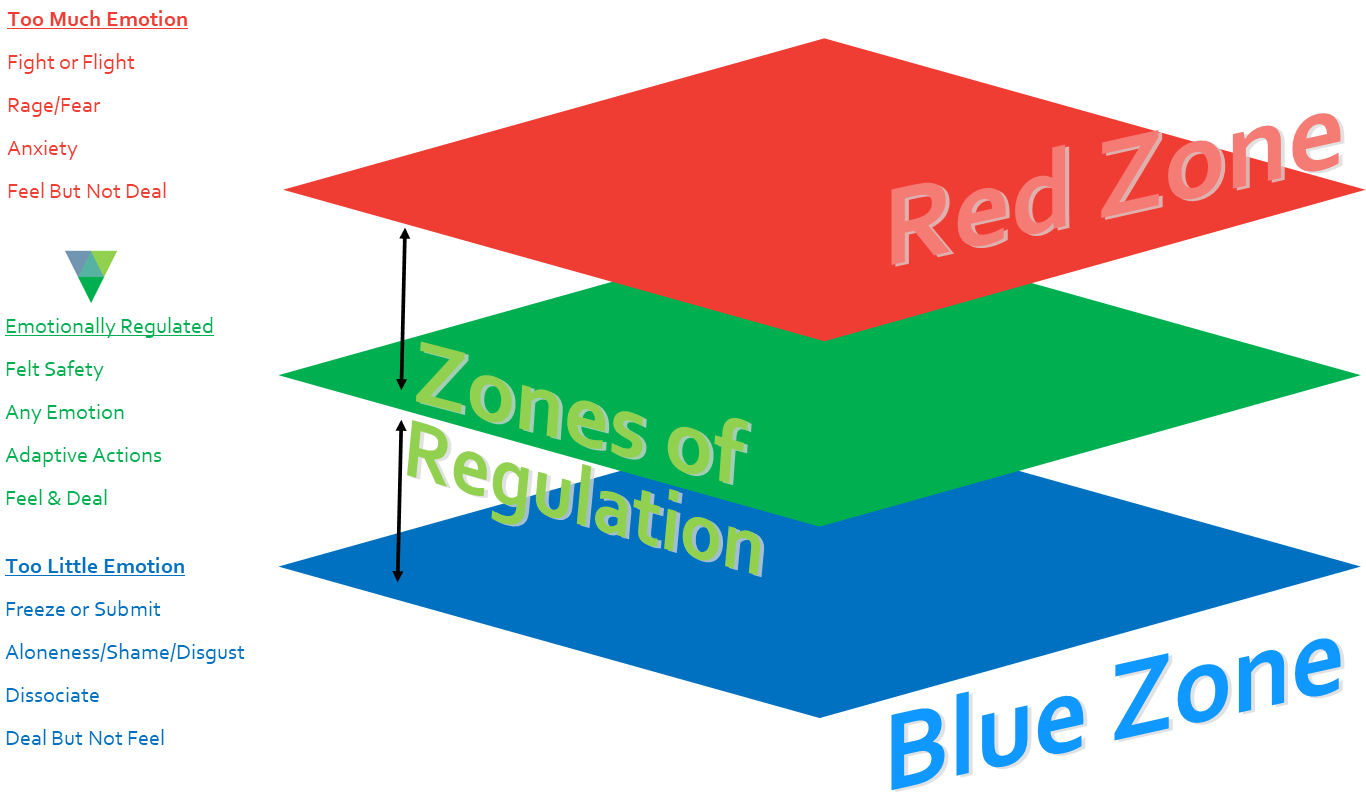 Too Much Emotion
Fight or Flight
Rage/Fear
Anxiety
Feel But Not Deal
Emotionally Regulated
Felt Safety
Any Emotion
Adaptive Actions
Feel & Deal
Too Little Emotion
Freeze or Submit
Aloneness/Shame/Disgust
Dissociate
Deal But Not Feel
Red Zone
Zones of
Regulation
Blue Zone